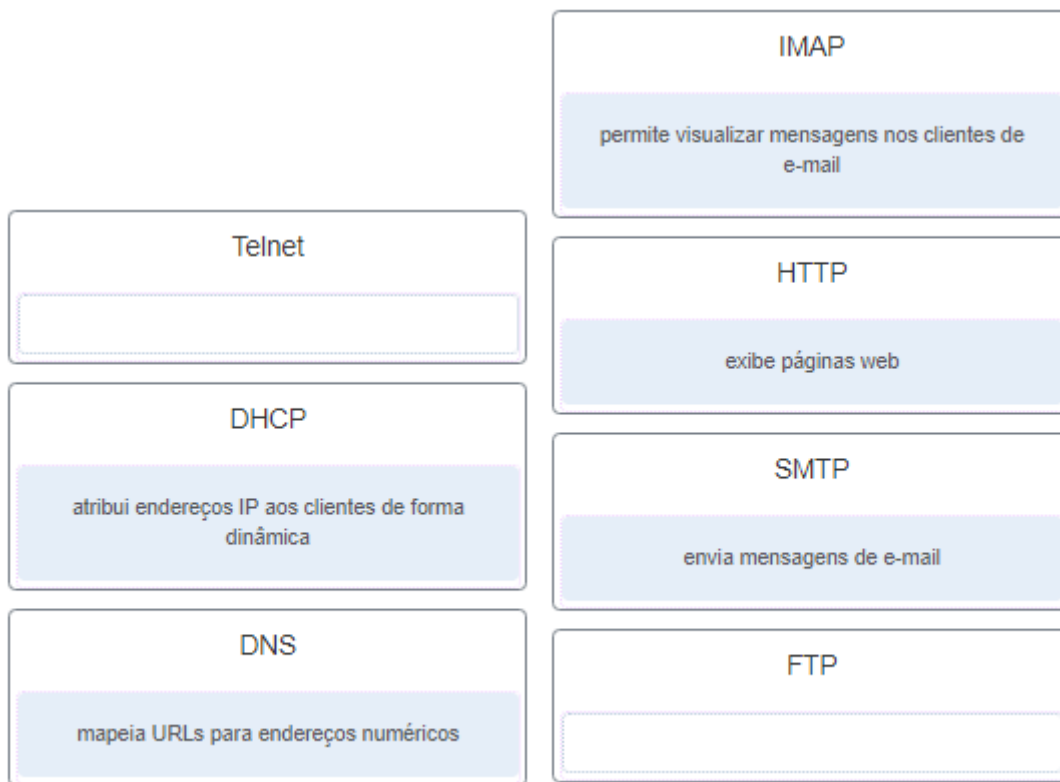 Telnet
DHCP
atribui endereços IP aos clientes de forma
dinâmica
DNS
mapeia URLs para endereços numéricos
IMAP
permite visualizar mensagens nos clientes de
e-mail
HTTP
exibe páginas web
SMTP
envia mensagens de e-mail
FTP